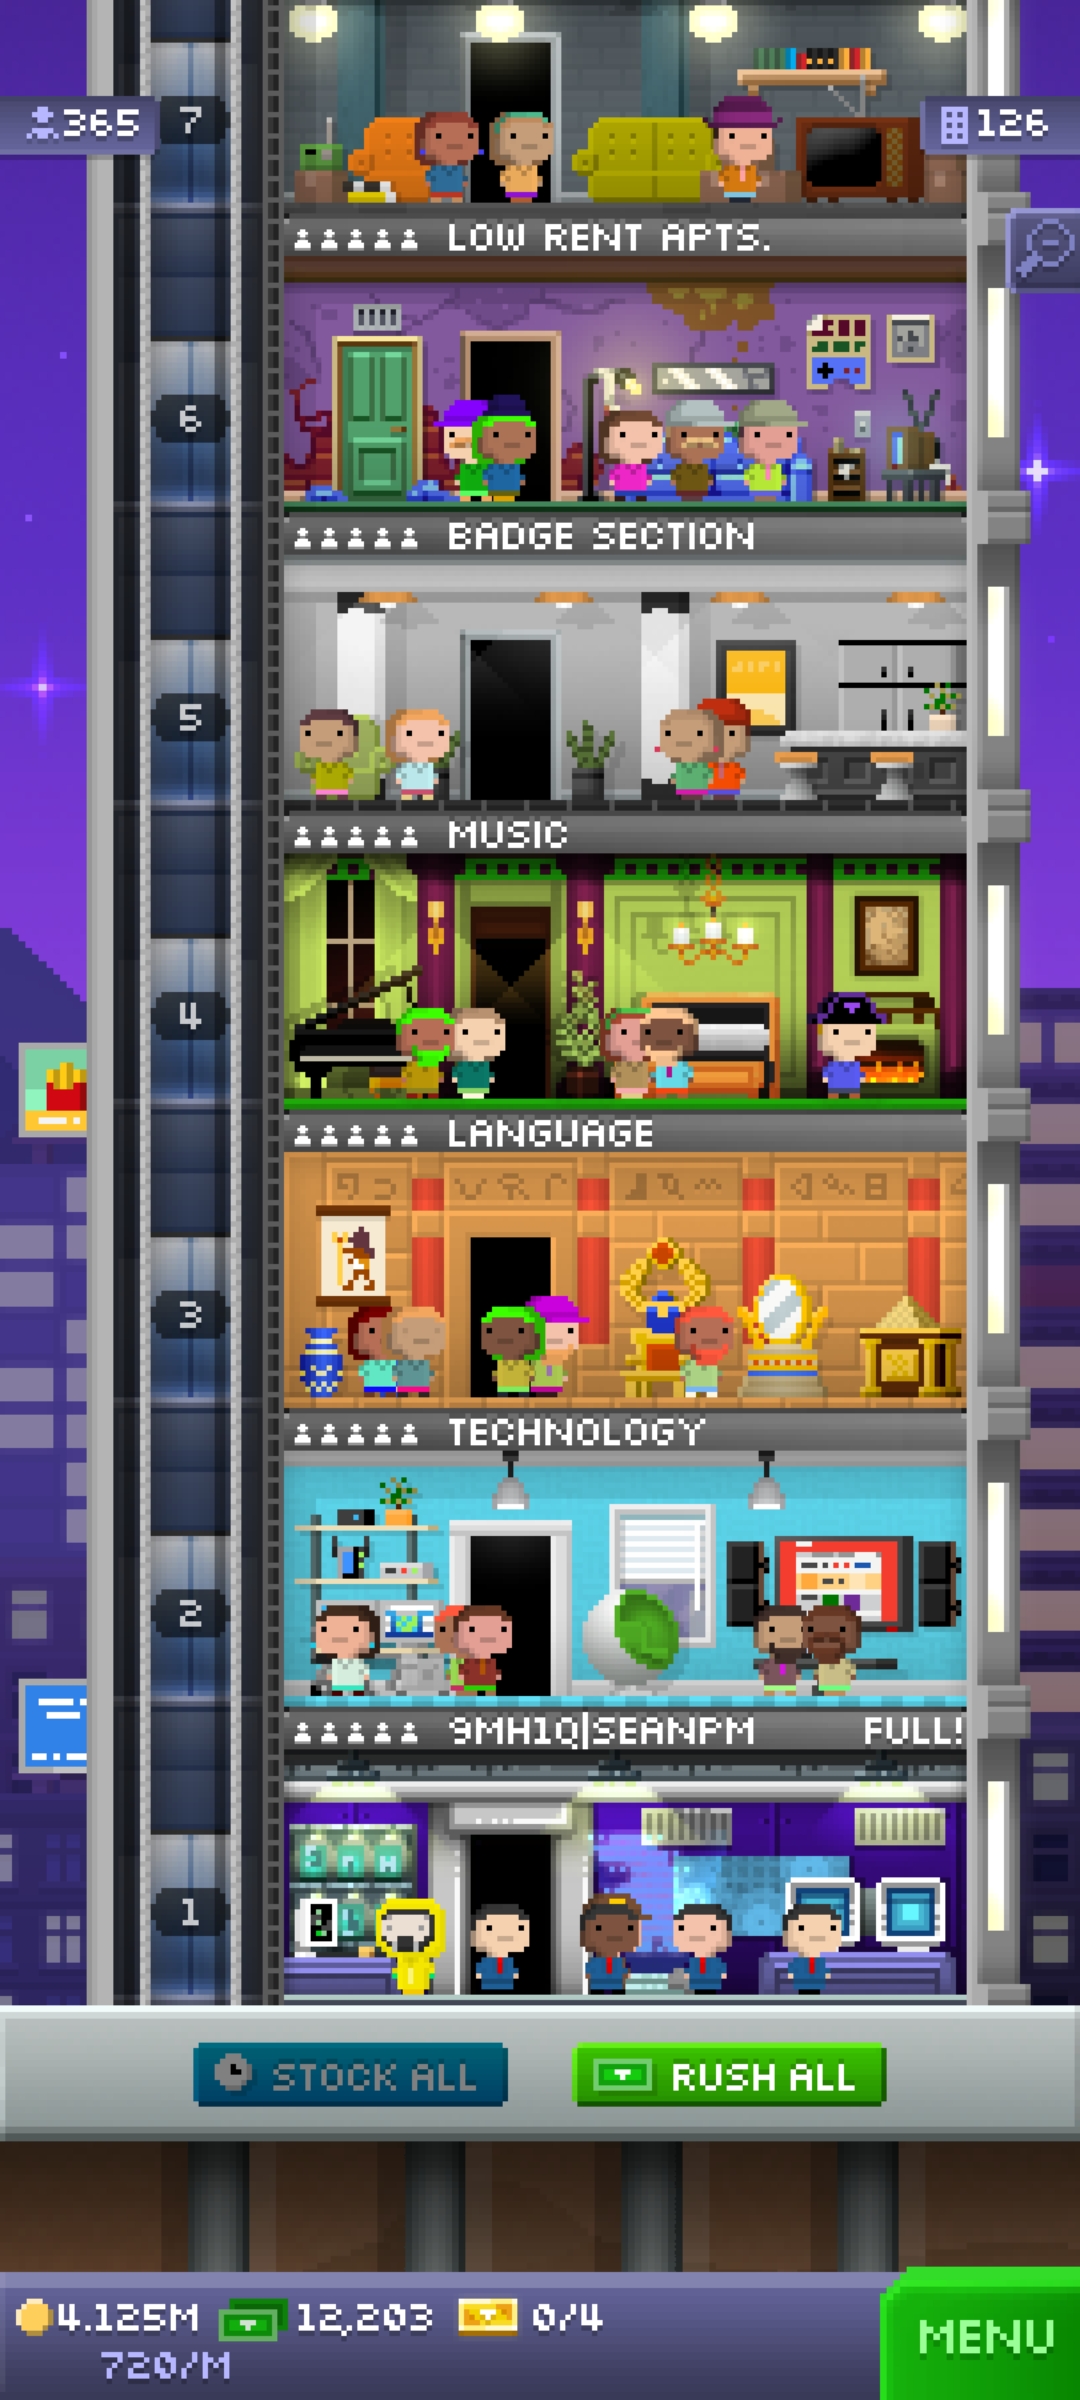 365
7
126
LOW RENT APTS.
6
BADGE SECTION
5
MUSIC
4
LANGUAGE
3
TECHNOLOGY
2
9MH1Q|SEANPM FULL!
1
STOCK ALL
RUSH ALL
4.125M 12,203 0/4
720/M
MENU